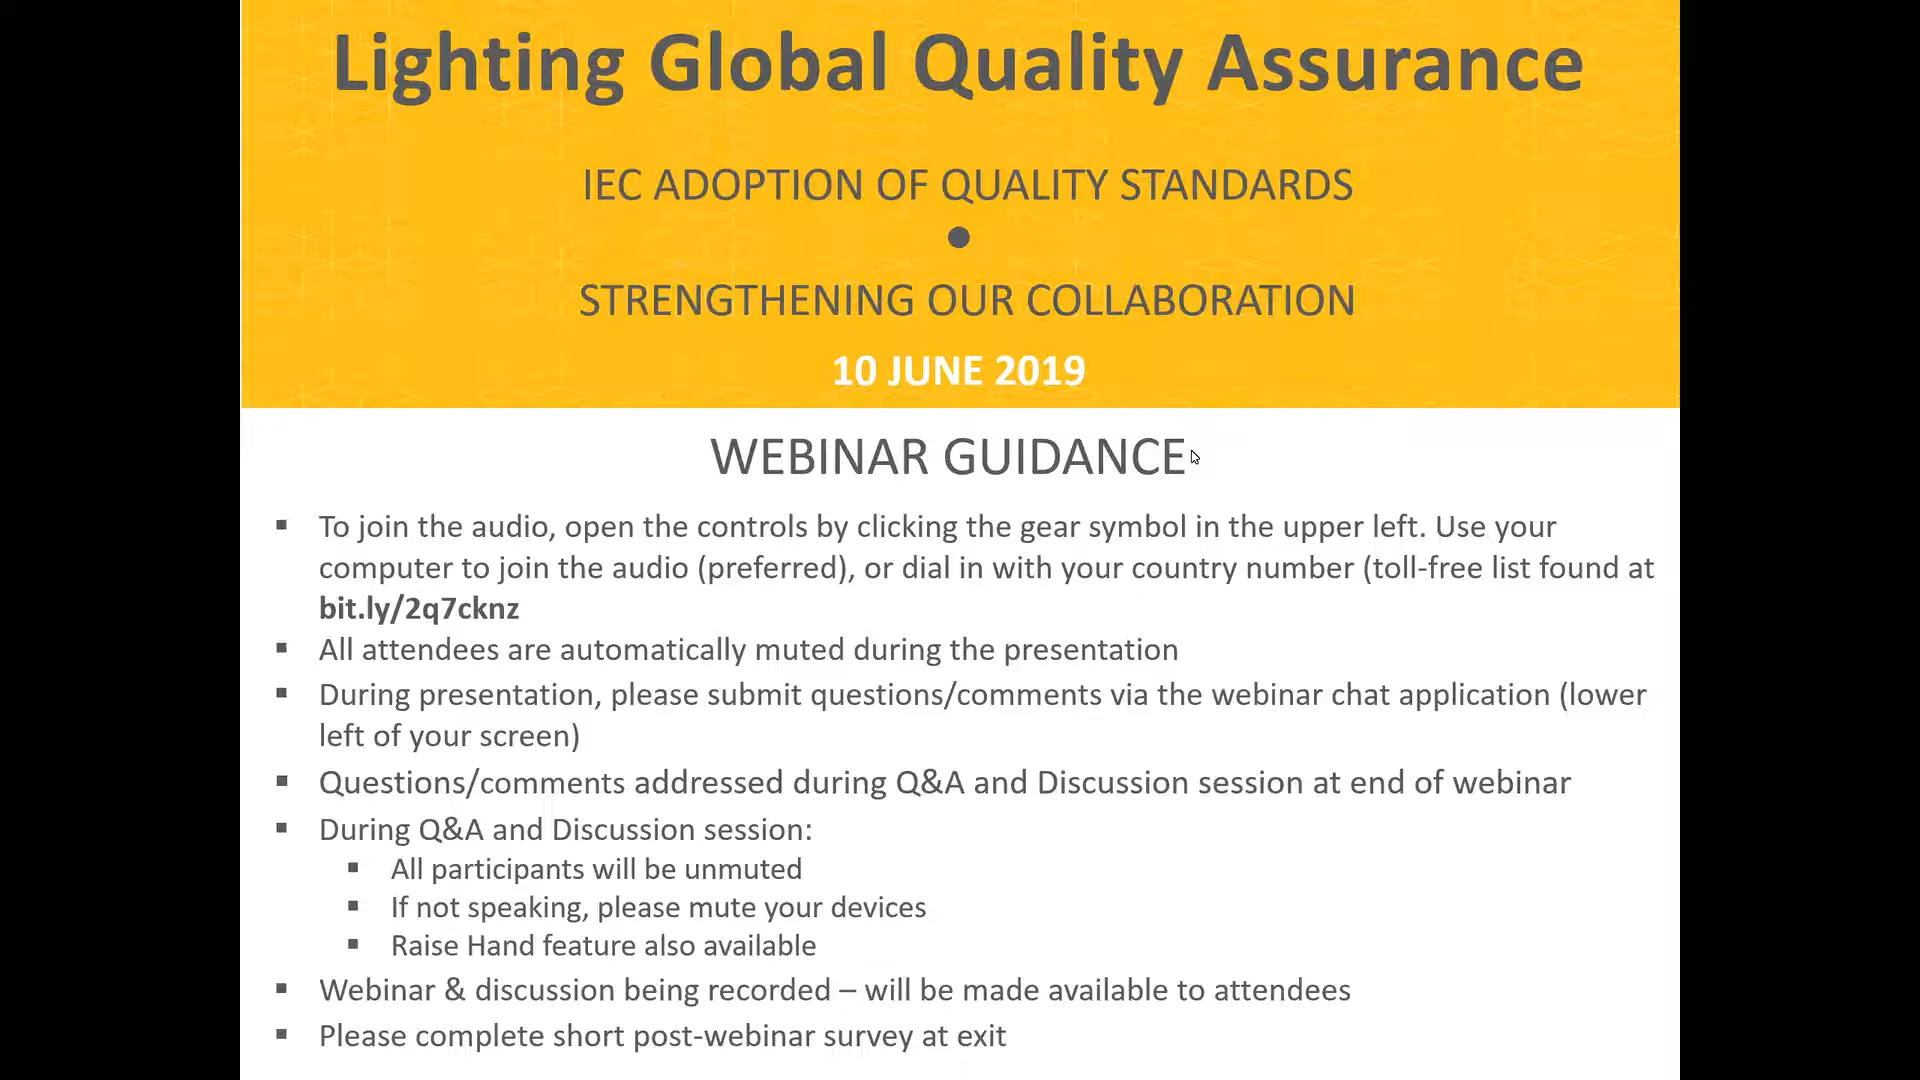 Lighting Global Quality Assurance
IEC ADOPTION OF QUALITY STANDARDS
●
STRENGTHENING OUR COLLABORATION
10 JUNE 2019
WEBINAR GUIDANCE
▪ To join the audio, open the controls by clicking the gear symbol in the upper left. Use your
computer to join the audio (preferred), or dial in with your country number (toll-free list found at
bit.ly/2q7cknz
▪ All attendees are automatically muted during the presentation
▪ During presentation, please submit questions/comments via the webinar chat application (lower
left of your screen)
▪ Questions/comments addressed during Q&A and Discussion session at end of webinar
▪ During Q&A and Discussion session:
▪ All participants will be unmuted
▪ If not speaking, please mute your devices
▪ Raise Hand feature also available
▪ Webinar & discussion being recorded – will be made available to attendees
▪ Please complete short post-webinar survey at exit